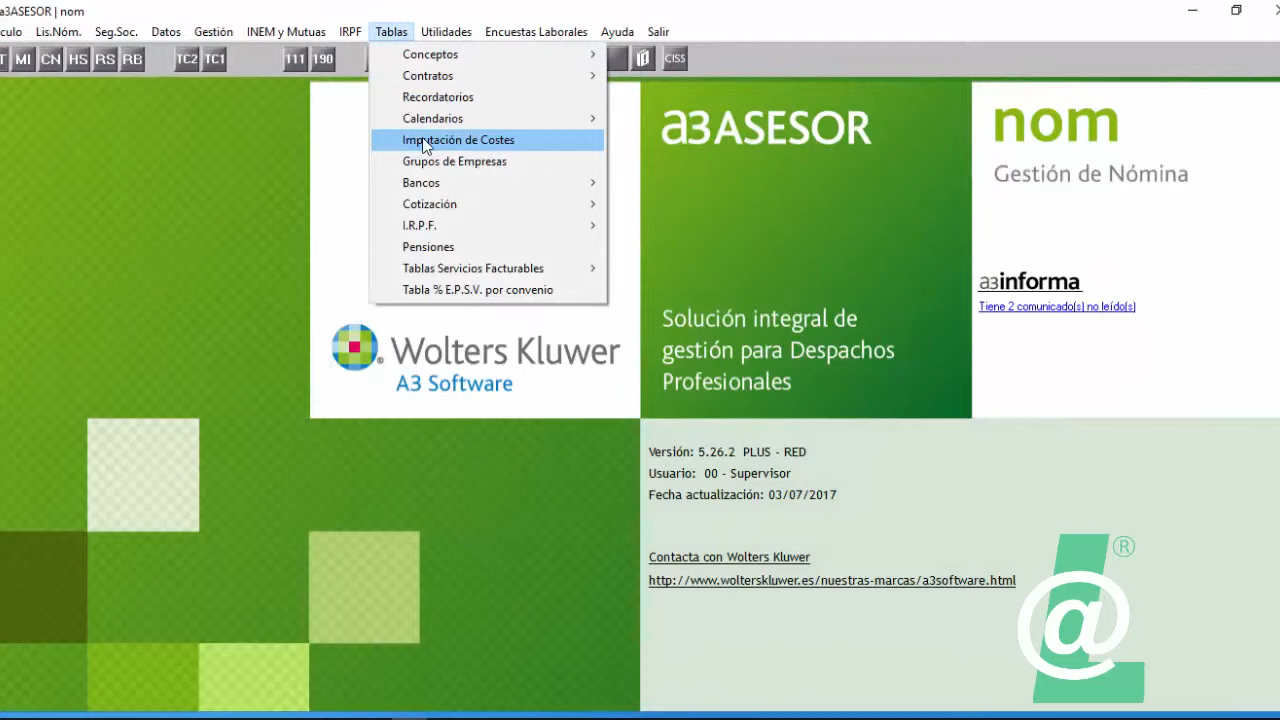 a3ASESOR | nom
culo Lis.Nóm. Seg.Soc. Datos Gestión INEM y Mutuas IRPF Tablas Utilidades Encuestas Laborales Ayuda Salir
T MI CN HS RS RB TC2 TC1 111 190 CISS
Conceptos
Contratos
Recordatorios
Calendarios
Imputación de Costes
Grupos de Empresas
Bancos
Cotización
I.R.P.F.
Pensiones
Tablas Servicios Facturables
Tabla % E.P.S.V. por convenio
Wolters Kluwer
A3 Software
a3ASESOR
Solución integral de
gestión para Despachos
Profesionales
nom
Gestión de Nómina
a3informa
Tiene 2 comunicado(s) no leído(s)
Versión: 5.26.2 PLUS - RED
Usuario: 00 - Supervisor
Fecha actualización: 03/07/2017
Contacta con Wolters Kluwer
http://www.wolterskluwer.es/nuestras-marcas/a3software.html
L@®